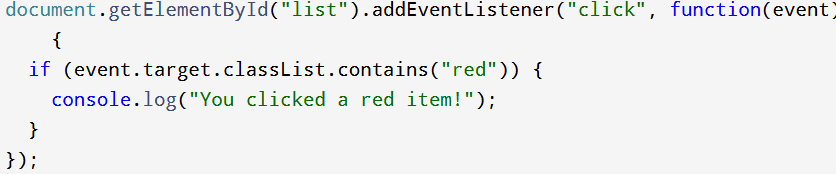 document.getElementById("list").addEventListener("click", function(event)
    {
  if (event.target.classList.contains("red")) {
    console.log("You clicked a red item!");
  }
});